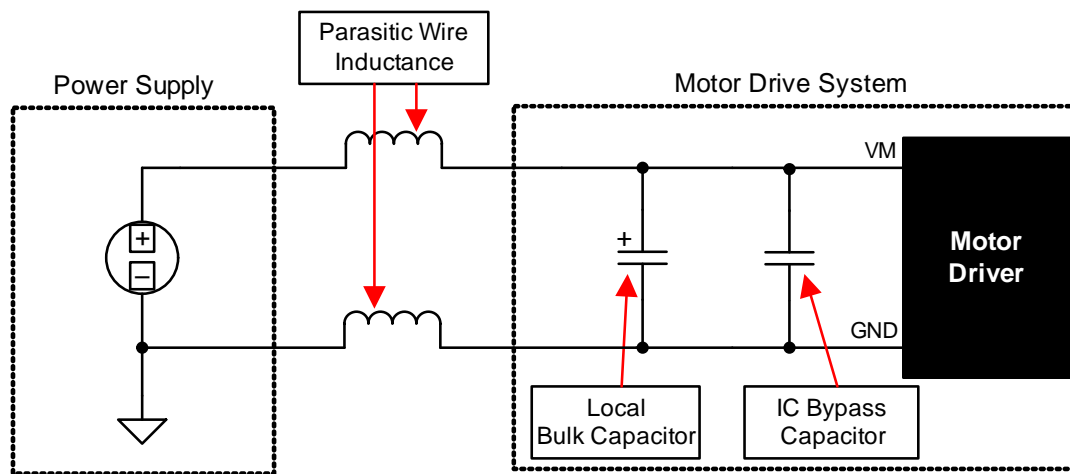 Parasitic Wire
Inductance
Power Supply
Motor Drive System
VM
+
−
+
Motor
Driver
GND
Local
Bulk Capacitor
IC Bypass
Capacitor